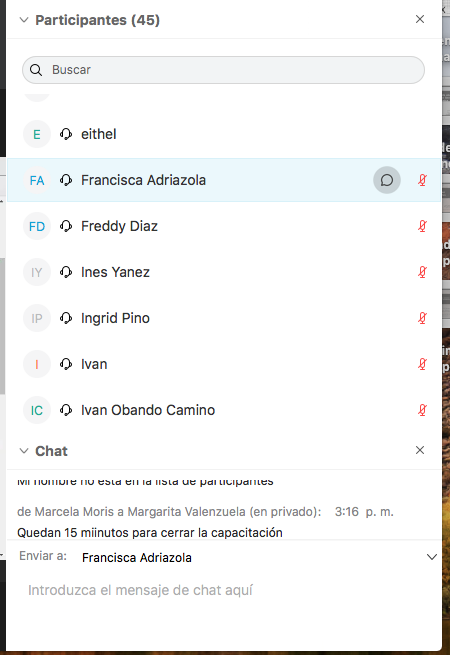 Participantes (45)
Buscar
E eithel
FA Francisca Adriazola
FD Freddy Diaz
IY Ines Yanez
IP Ingrid Pino
I Ivan
IC Ivan Obando Camino
Chat
Mi nombre no esta en la lista de participantes
de Marcela Moris a Margarita Valenzuela (en privado): 3:16 p. m.
Quedan 15 miinutos para cerrar la capacitación
Enviar a: Francisca Adriazola
Introduzca el mensaje de chat aquí